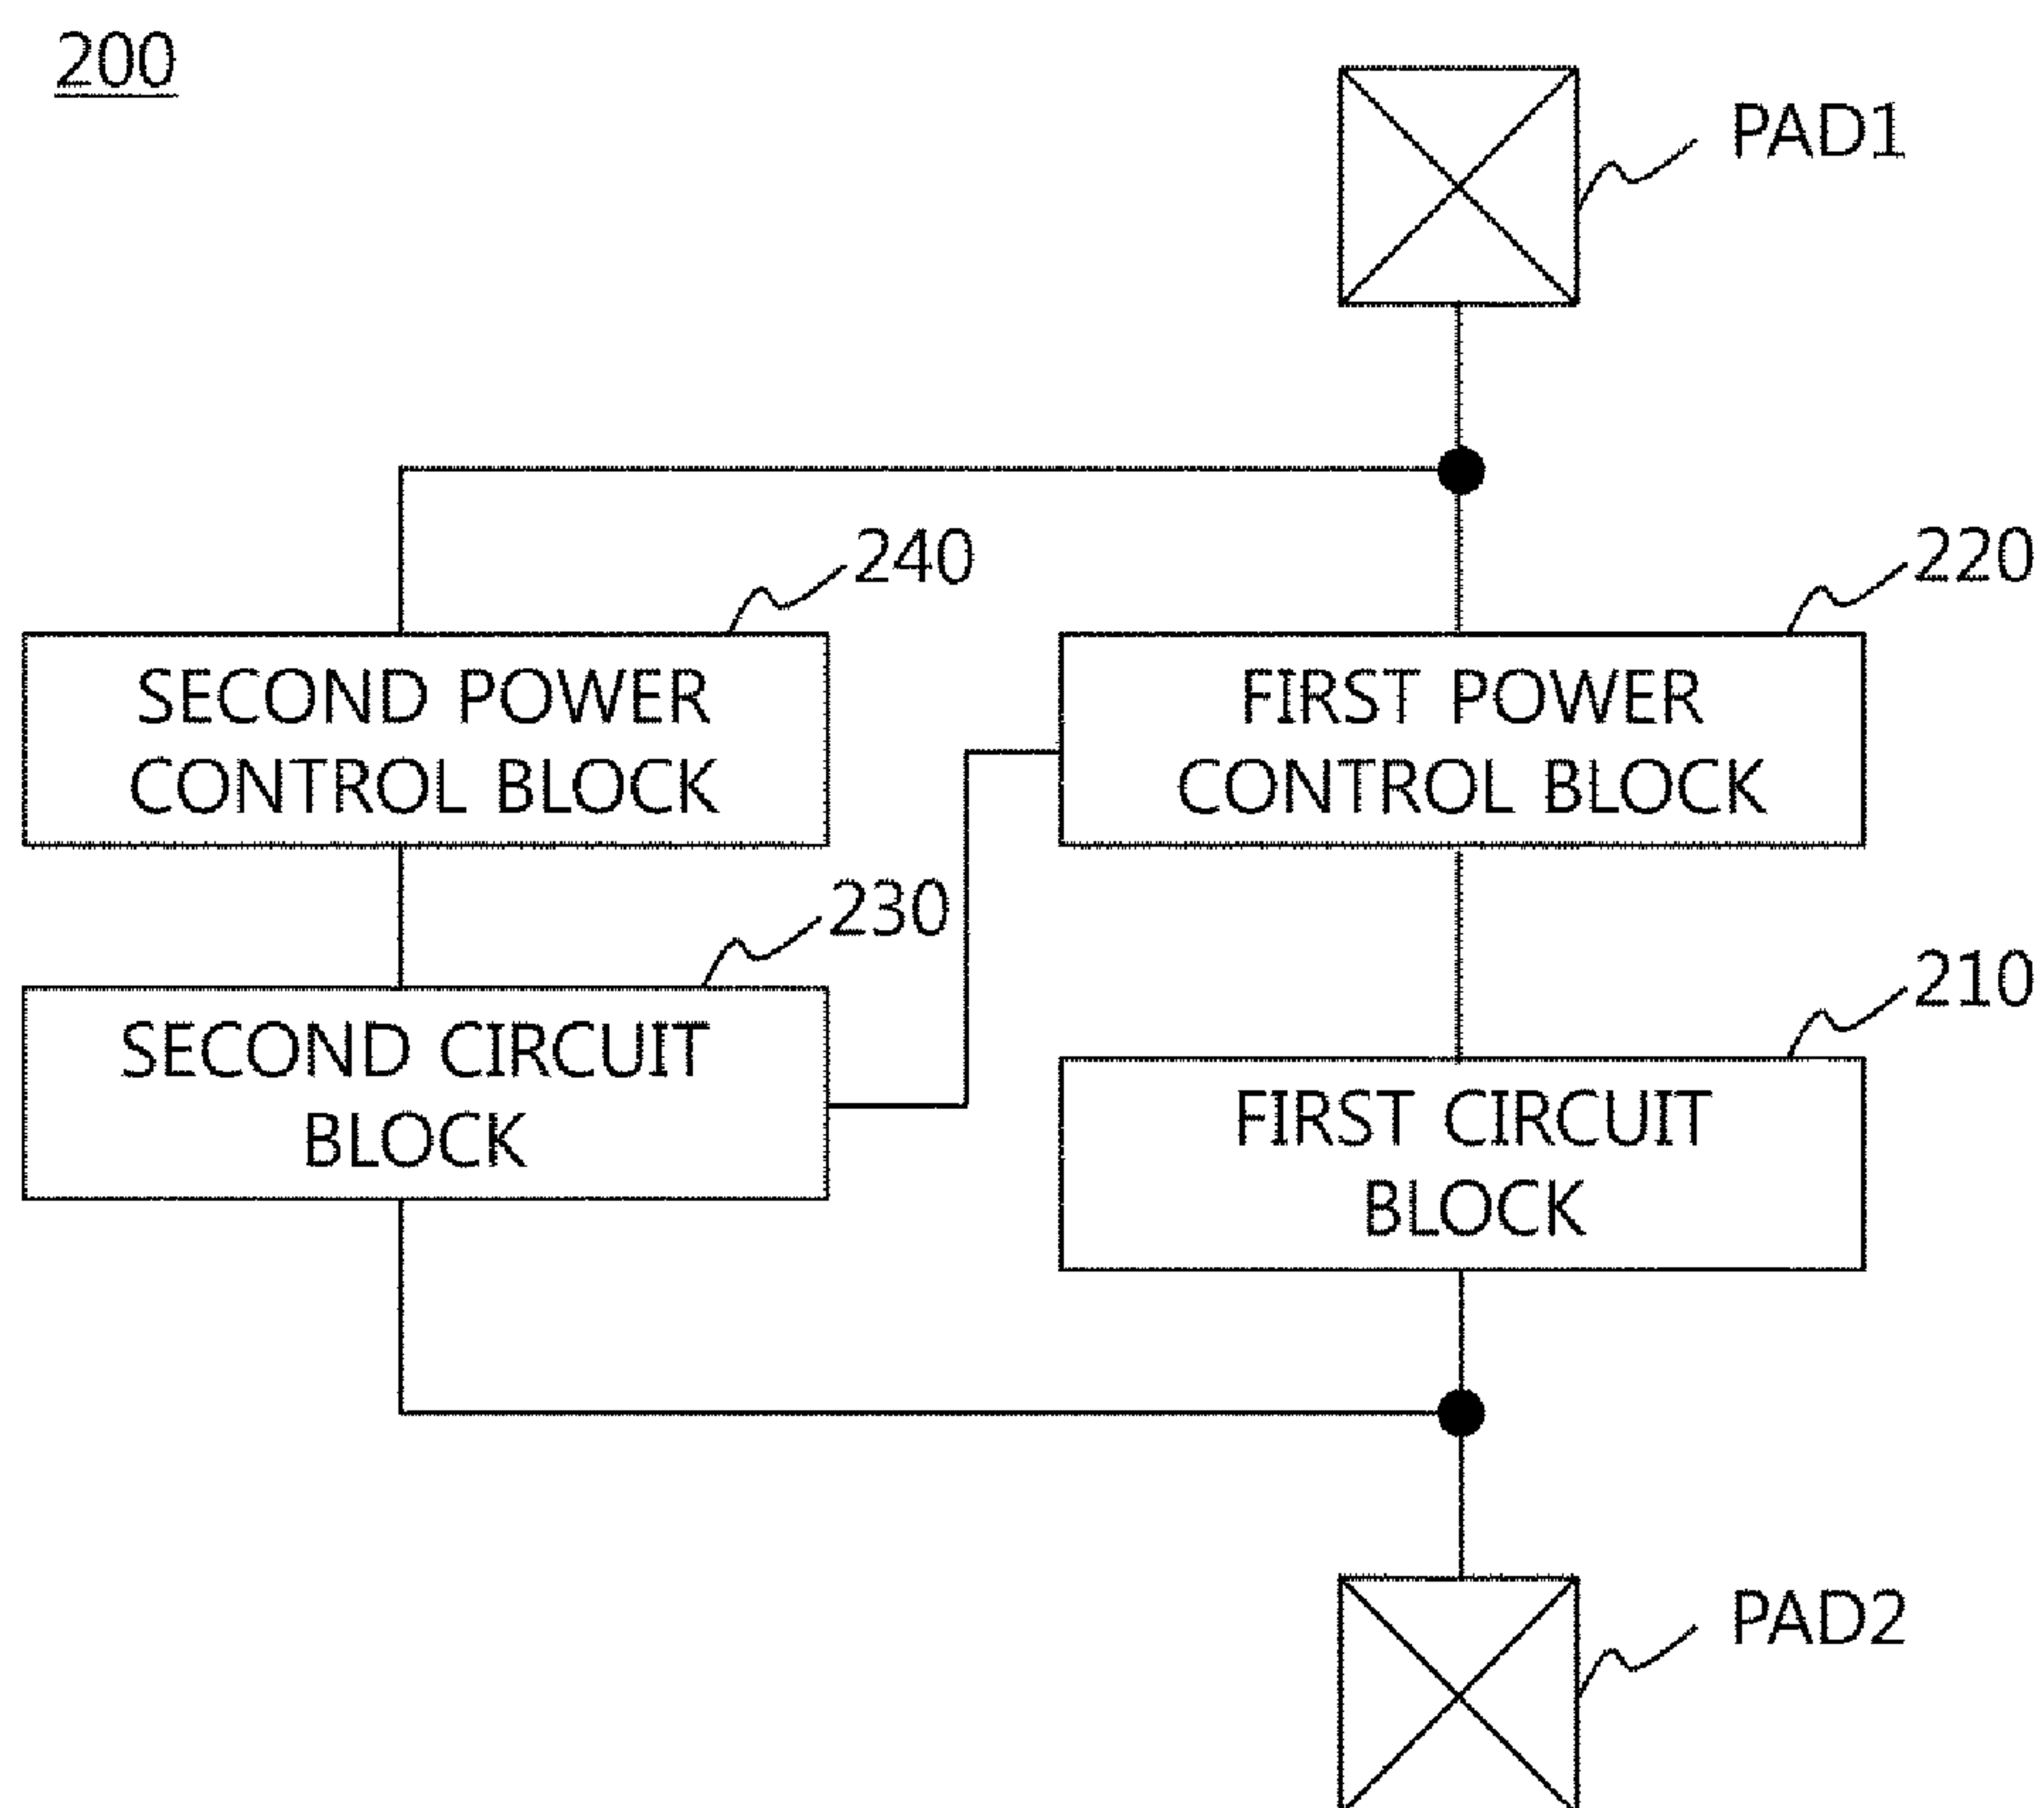 200
PAD1
240
220
SECOND POWER
CONTROL BLOCK
FIRST POWER
CONTROL BLOCK
230
210
SECOND CIRCUIT
BLOCK
FIRST CIRCUIT
BLOCK
PAD2